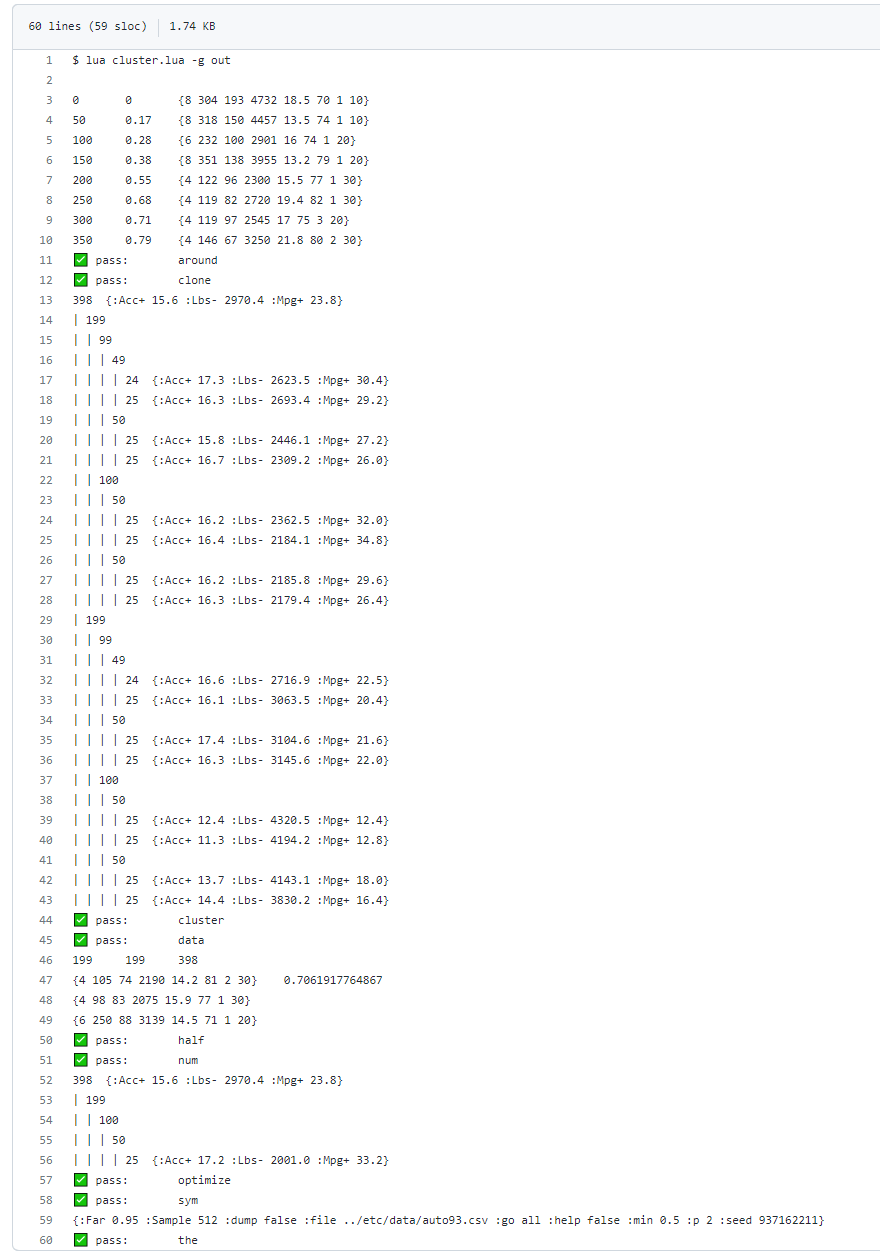 60 lines (59 sloc) 1.74 KB
1 $ lua cluster.lua -g out
2
3 0 0 {8 304 193 4732 18.5 70 1 10}
4 50 0.17 {8 318 150 4457 13.5 74 1 10}
5 100 0.28 {6 232 100 2901 16 74 1 20}
6 150 0.38 {8 351 138 3955 13.2 79 1 20}
7 200 0.55 {4 122 96 2300 15.5 77 1 30}
8 250 0.68 {4 119 82 2720 19.4 82 1 30}
9 300 0.71 {4 119 97 2545 17 75 3 20}
10 350 0.79 {4 146 67 3250 21.8 80 2 30}
11 ✅ pass: around
12 ✅ pass: clone
13 398 {:Acc+ 15.6 :Lbs- 2970.4 :Mpg+ 23.8}
14 | 199
15 | | 99
16 | | | 49
17 | | | | 24 {:Acc+ 17.3 :Lbs- 2623.5 :Mpg+ 30.4}
18 | | | | 25 {:Acc+ 16.3 :Lbs- 2693.4 :Mpg+ 29.2}
19 | | | 50
20 | | | | 25 {:Acc+ 15.8 :Lbs- 2446.1 :Mpg+ 27.2}
21 | | | | 25 {:Acc+ 16.7 :Lbs- 2309.2 :Mpg+ 26.0}
22 | | 100
23 | | | 50
24 | | | | 25 {:Acc+ 16.2 :Lbs- 2362.5 :Mpg+ 32.0}
25 | | | | 25 {:Acc+ 16.4 :Lbs- 2184.1 :Mpg+ 34.8}
26 | | | 50
27 | | | | 25 {:Acc+ 16.2 :Lbs- 2185.8 :Mpg+ 29.6}
28 | | | | 25 {:Acc+ 16.3 :Lbs- 2179.4 :Mpg+ 26.4}
29 | 199
30 | | 99
31 | | | 49
32 | | | | 24 {:Acc+ 16.6 :Lbs- 2716.9 :Mpg+ 22.5}
33 | | | | 25 {:Acc+ 16.1 :Lbs- 3063.5 :Mpg+ 20.4}
34 | | | 50
35 | | | | 25 {:Acc+ 17.4 :Lbs- 3104.6 :Mpg+ 21.6}
36 | | | | 25 {:Acc+ 16.3 :Lbs- 3145.6 :Mpg+ 22.0}
37 | | 100
38 | | | 50
39 | | | | 25 {:Acc+ 12.4 :Lbs- 4320.5 :Mpg+ 12.4}
40 | | | | 25 {:Acc+ 11.3 :Lbs- 4194.2 :Mpg+ 12.8}
41 | | | 50
42 | | | | 25 {:Acc+ 13.7 :Lbs- 4143.1 :Mpg+ 18.0}
43 | | | | 25 {:Acc+ 14.4 :Lbs- 3830.2 :Mpg+ 16.4}
44 ✅ pass: cluster
45 ✅ pass: data
46 199 199 398
47 {4 105 74 2190 14.2 81 2 30} 0.7061917764867
48 {4 98 83 2075 15.9 77 1 30}
49 {6 250 88 3139 14.5 71 1 20}
50 ✅ pass: half
51 ✅ pass: num
52 398 {:Acc+ 15.6 :Lbs- 2970.4 :Mpg+ 23.8}
53 | 199
54 | | 100
55 | | | 50
56 | | | | 25 {:Acc+ 17.2 :Lbs- 2001.0 :Mpg+ 33.2}
57 ✅ pass: optimize
58 ✅ pass: sym
59 {:Far 0.95 :Sample 512 :dump false :file ../etc/data/auto93.csv :go all :help false :min 0.5 :p 2 :seed 937162211}
60 ✅ pass: the